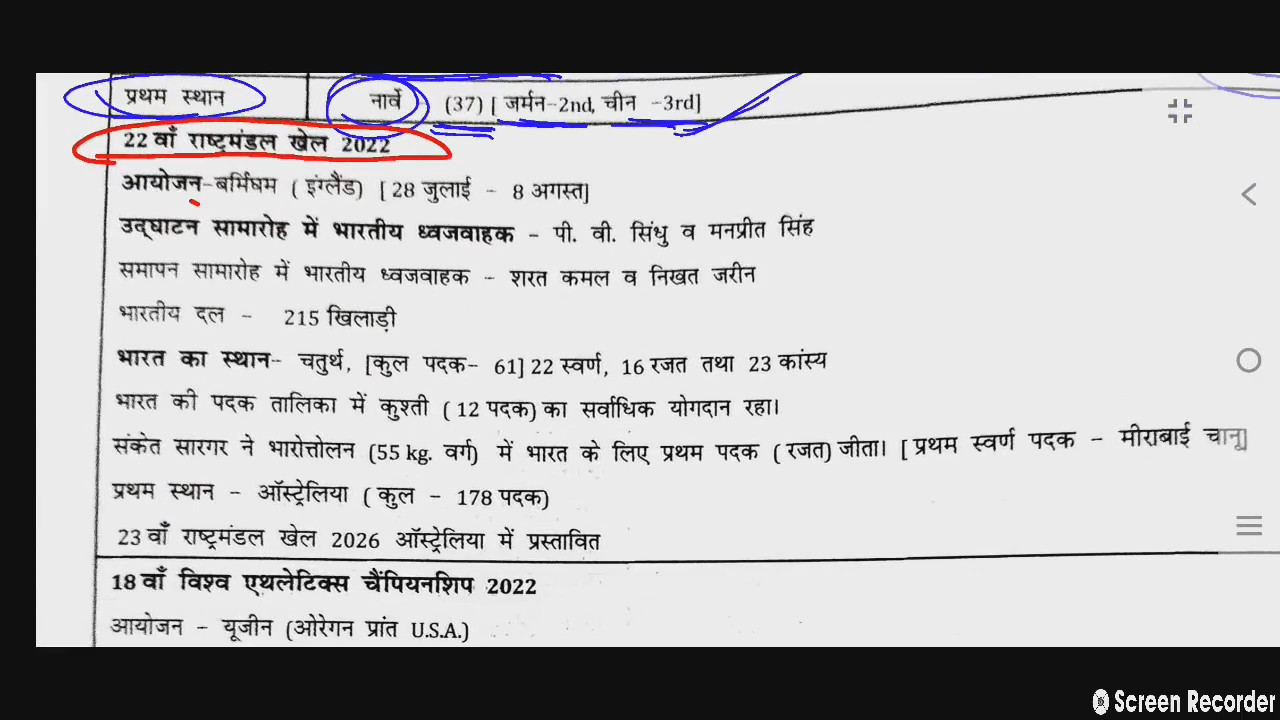 प्रथम स्थान नार्वे (37) [ जर्मन-2nd, चीन -3rd]
22 वाँ राष्ट्रमंडल खेल 2022
आयोजन-बर्मिंघम ( इंग्लैंड) [ 28 जुलाई - 8 अगस्त]
उद्घाटन सामारोह में भारतीय ध्वजवाहक - पी. वी. सिंधु व मनप्रीत सिंह
समापन सामारोह में भारतीय ध्वजवाहक - शरत कमल व निखत जरीन
भारतीय दल - 215 खिलाड़ी
भारत का स्थान- चतुर्थ, [कुल पदक- 61] 22 स्वर्ण, 16 रजत तथा 23 कांस्य
भारत की पदक तालिका में कुश्ती ( 12 पदक) का सर्वाधिक योगदान रहा।
संकेत सारगर ने भारोत्तोलन (55 kg. वर्ग) में भारत के लिए प्रथम पदक ( रजत) जीता। [ प्रथम स्वर्ण पदक - मीराबाई चानू]
प्रथम स्थान - ऑस्ट्रेलिया ( कुल - 178 पदक)
23 वाँ राष्ट्रमंडल खेल 2026 ऑस्ट्रेलिया में प्रस्तावित
18 वाँ विश्व एथलेटिक्स चैंपियनशिप 2022
आयोजन - यूजीन (ओरेगन प्रांत U.S.A.)
Screen Recorder